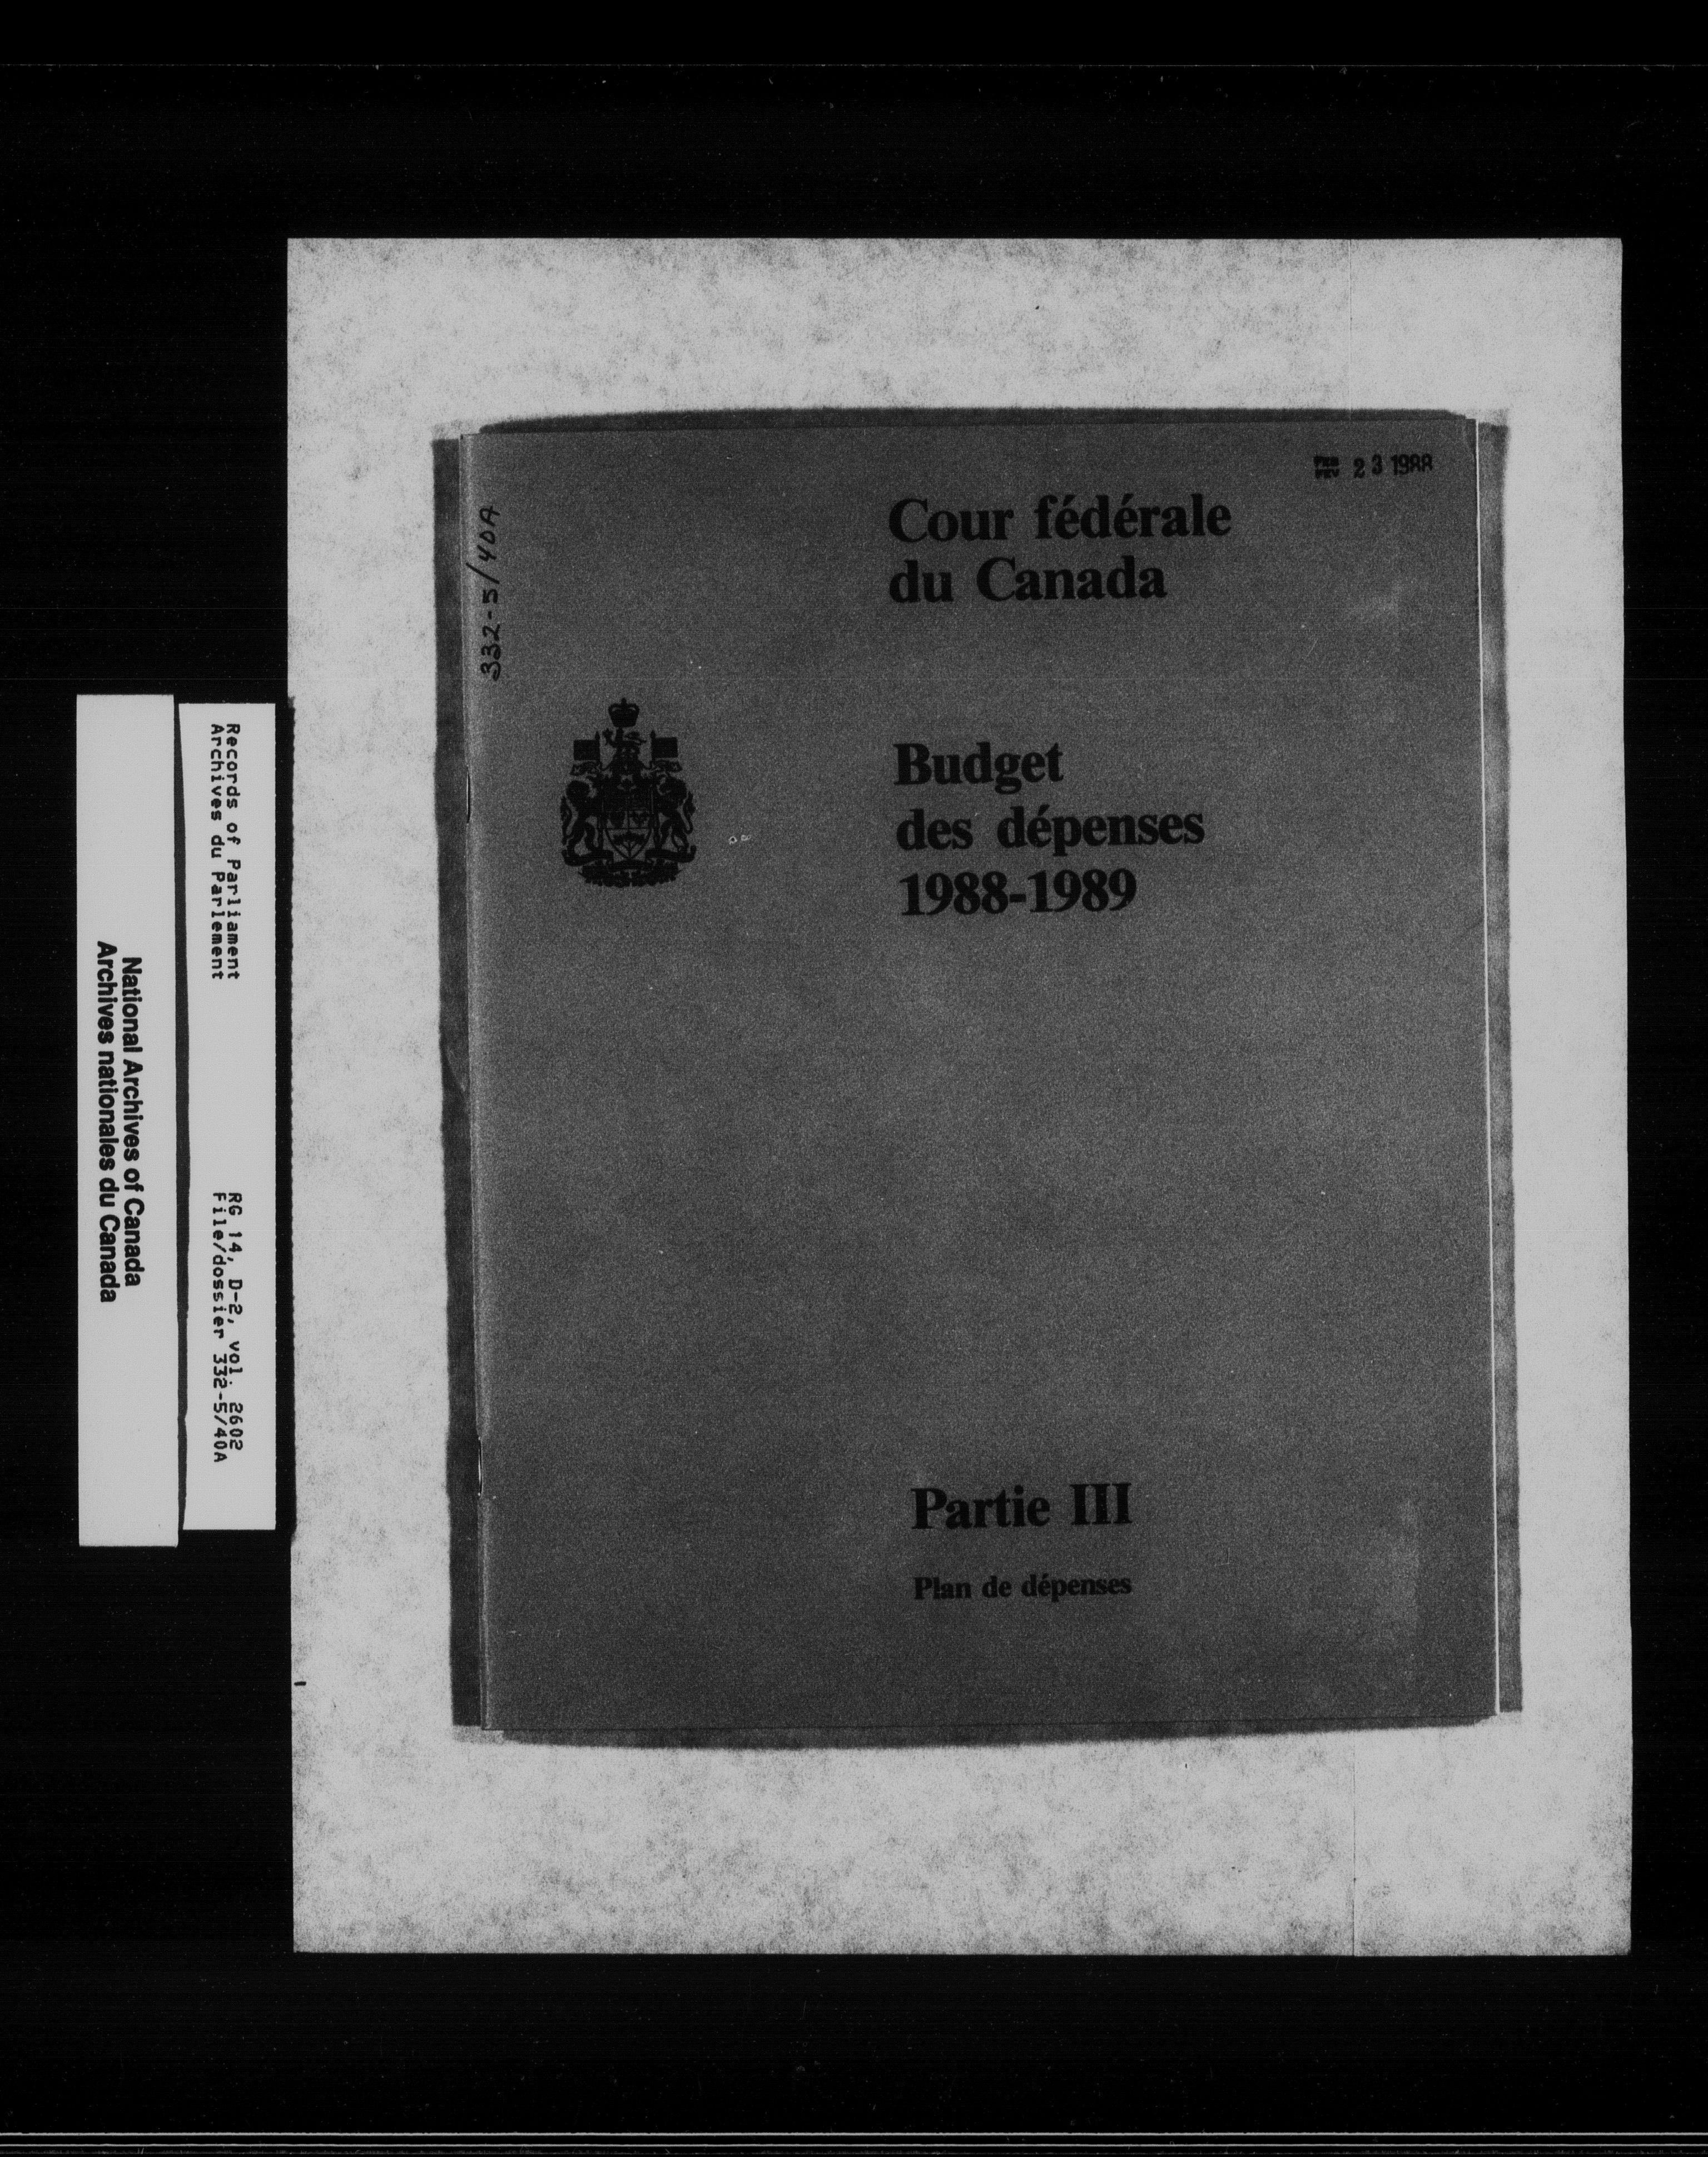 FEB
FEV 2 3 1988
Cour fédérale
du Canada
332-5/40A
Budget
des dépenses
1988-1989
Partie III
Plan de dépenses
Records of Parliament
Archives du Parlement
RG 14, D-2, vol. 2602
File/dossier 332-5/40A
National Archives of Canada
Archives nationales du Canada